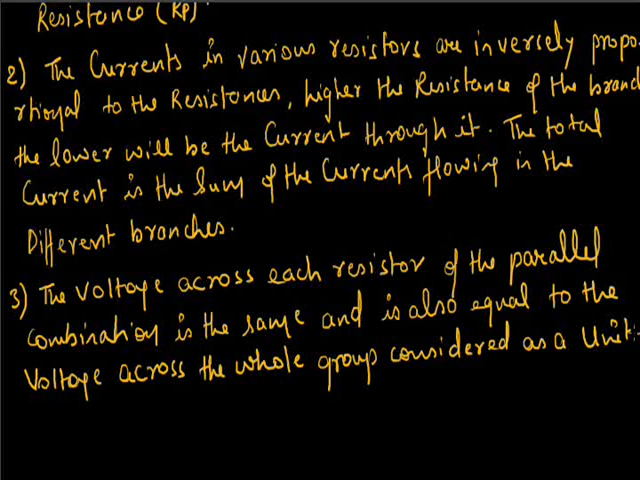 Resistance (RP).
2) The Currents in various resistors are inversely propo-
rtional to the Resistances, higher the Resistance of the branch
the lower will be the Current through it. The total
Current is the Sum of the Currents flowing in the
Different branches.
3) The voltage across each resistor of the parallel
combination is the same and is also equal to the
Voltage across the whole group considered as a Unit.